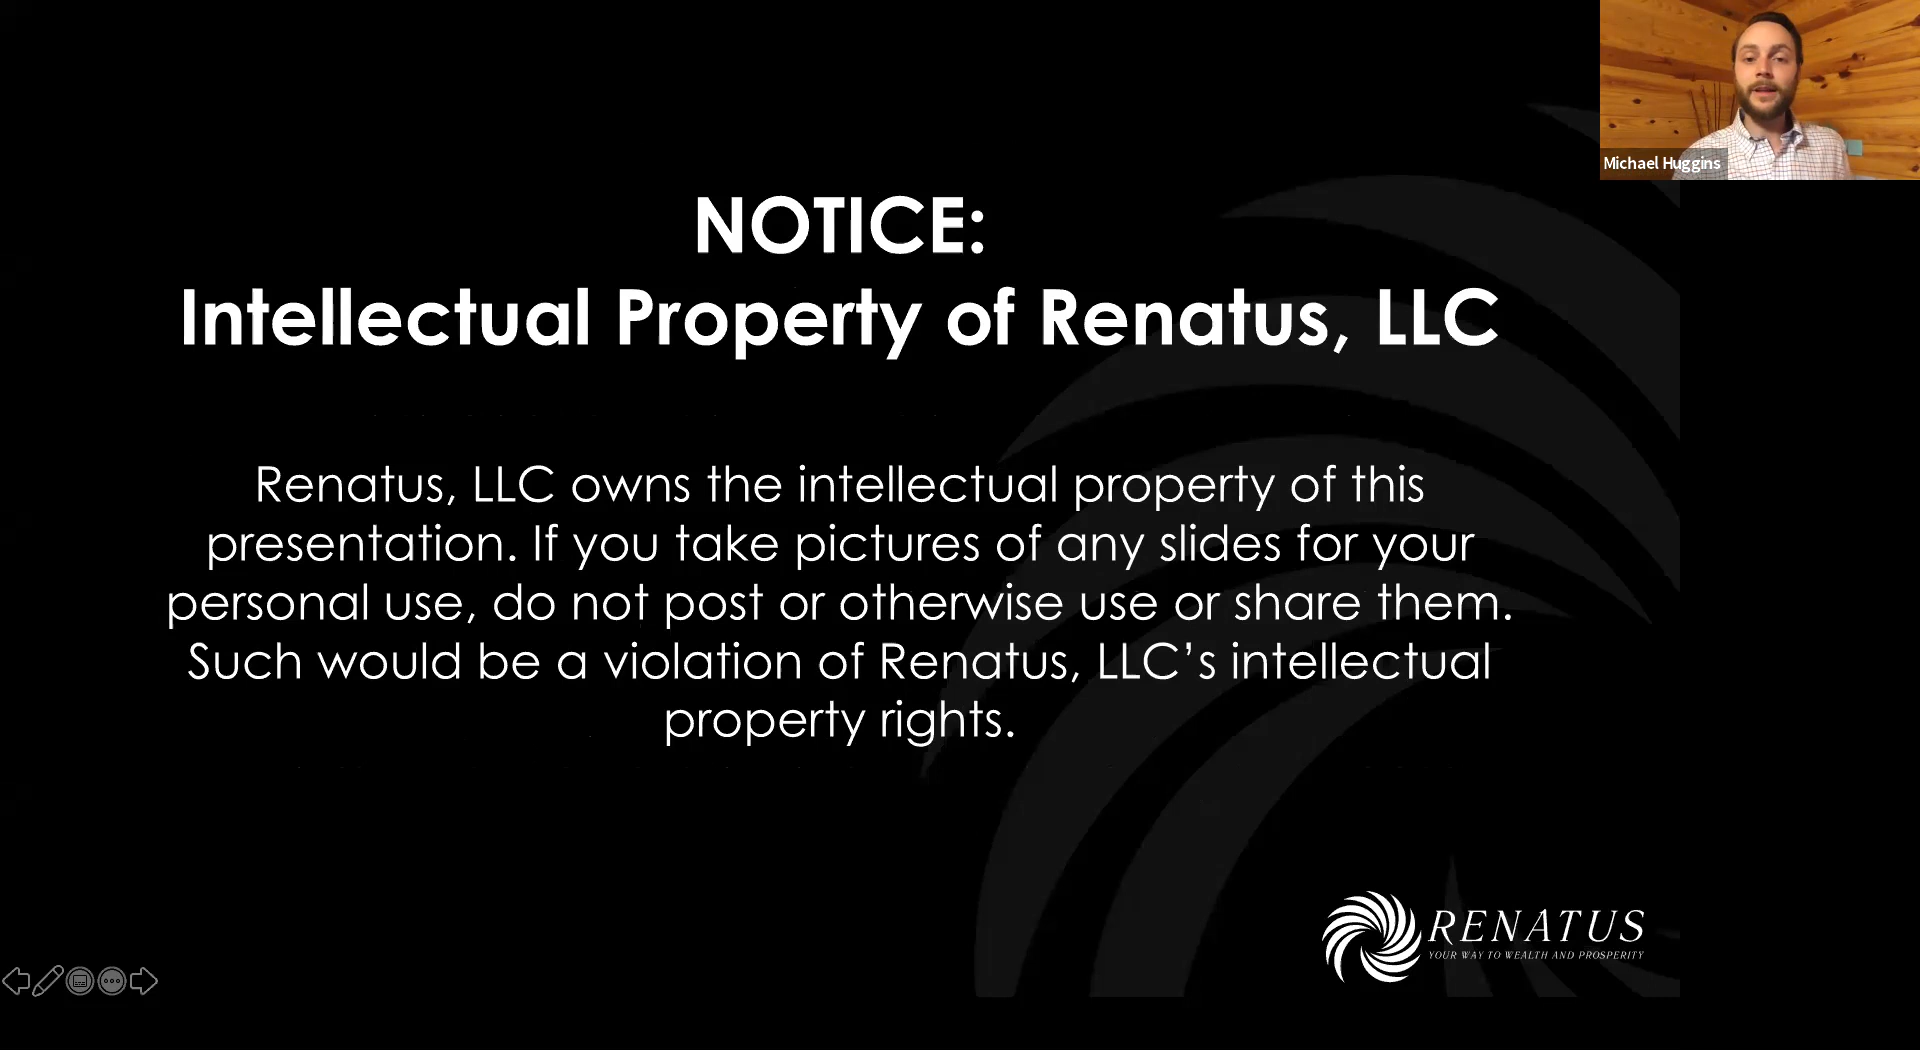 Michael Huggins
NOTICE:
Intellectual Property of Renatus, LLC
Renatus, LLC owns the intellectual property of this
presentation. If you take pictures of any slides for your
personal use, do not post or otherwise use or share them.
Such would be a violation of Renatus, LLC’s intellectual
property rights.
RENATUS
YOUR WAY TO WEALTH AND PROSPERITY